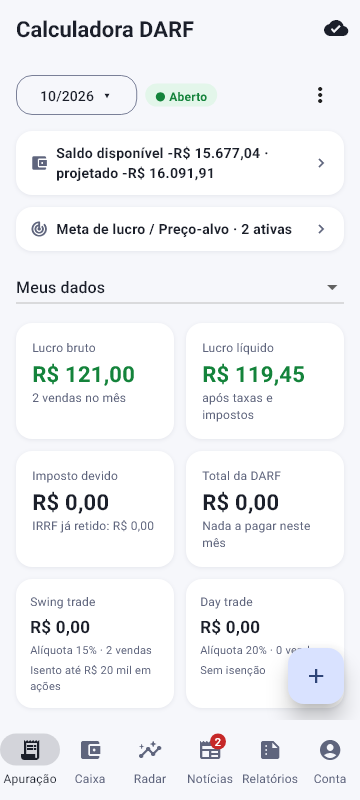 Calculadora DARF
10/2026
Aberto
Saldo disponível -R$ 15.677,04 ·
projetado -R$ 16.091,91
Meta de lucro / Preço-alvo · 2 ativas
Meus dados
Lucro bruto
R$ 121,00
2 vendas no mês
Lucro líquido
R$ 119,45
após taxas e
impostos
Imposto devido
R$ 0,00
IRRF já retido: R$ 0,00
Total da DARF
R$ 0,00
Nada a pagar neste
mês
Swing trade
R$ 0,00
Alíquota 15% · 2 vendas
Isento até R$ 20 mil em
ações
Day trade
R$ 0,00
Alíquota 20% · 0
Sem isenção
+
2
Apuração
Caixa
Radar
Notícias
Relatórios
Conta